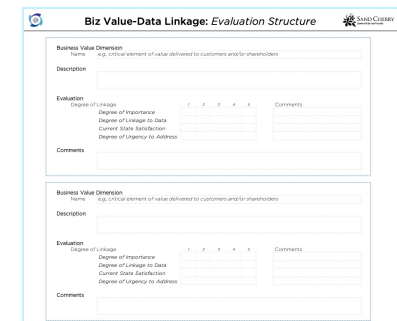 Biz Value-Data Linkage: Evaluation Structure
SAND CHERRY
Business Value Dimension
Name e.g., critical element of value delivered to customers and/or shareholders
Description
Evaluation
Degree of Linkage 1 2 3 4 5 Comments
Degree of Importance
Degree of Linkage to Data
Current State Satisfaction
Degree of Urgency to Address
Comments
Business Value Dimension
Name e.g., critical element of value delivered to customers and/or shareholders
Description
Evaluation
Degree of Linkage 1 2 3 4 5 Comments
Degree of Importance
Degree of Linkage to Data
Current State Satisfaction
Degree of Urgency to Address
Comments